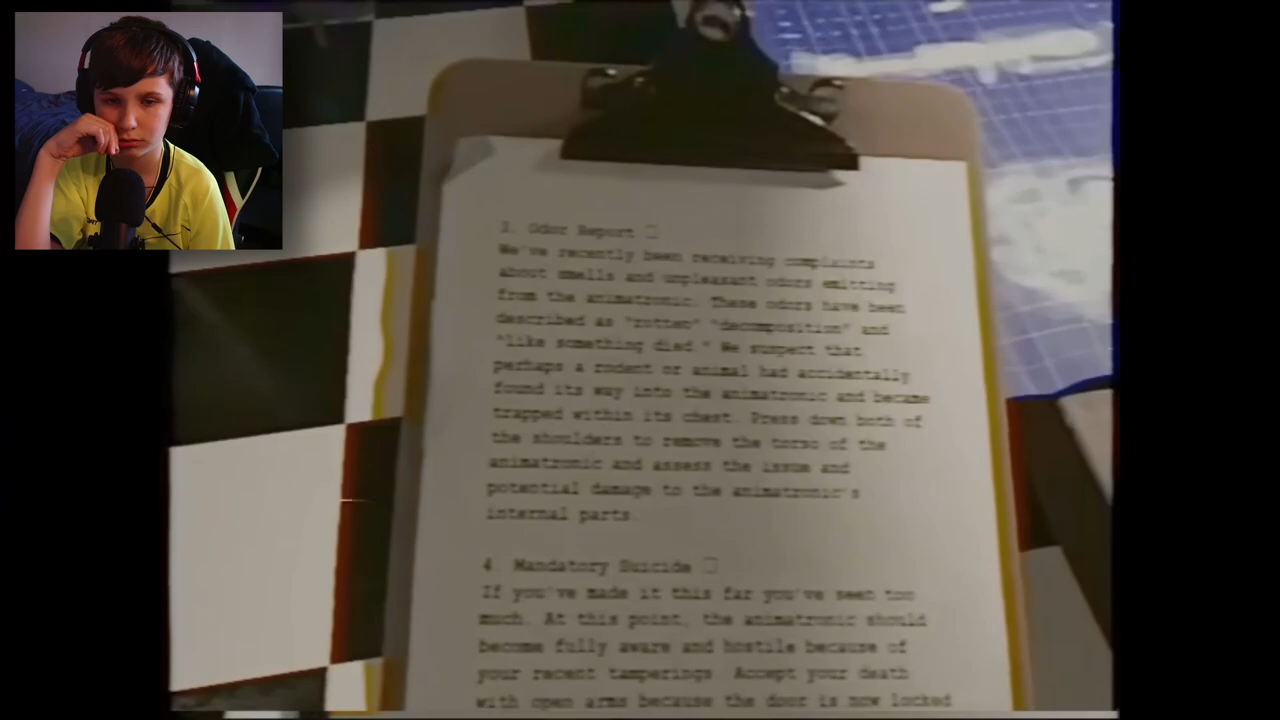 3. Odor Report
We've recently been receiving complaints
about smells and unpleasant odors emitting
from the animatronic. These odors have been
described as "rotten" "decomposition" and
"like something died." We suspect that
perhaps a rodent or animal had accidentally
found its way into the animatronic and became
trapped within its chest. Press down both of
the shoulders to remove the torso of the
animatronic and assess the issue and
potential damage to the animatronic's
internal parts.
4. Mandatory Suicide
If you've made it this far you've seen too
much. At this point, the animatronic should
become fully aware and hostile because of
your recent tamperings. Accept your death
with open arms because the door is now locked